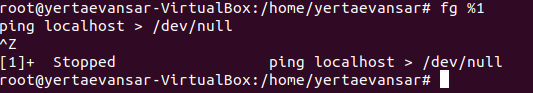 root@yertaevansar-VirtualBox:/home/yertaevansar# fg %1
ping localhost > /dev/null
^Z
[1]+  Stopped                 ping localhost > /dev/null
root@yertaevansar-VirtualBox:/home/yertaevansar#